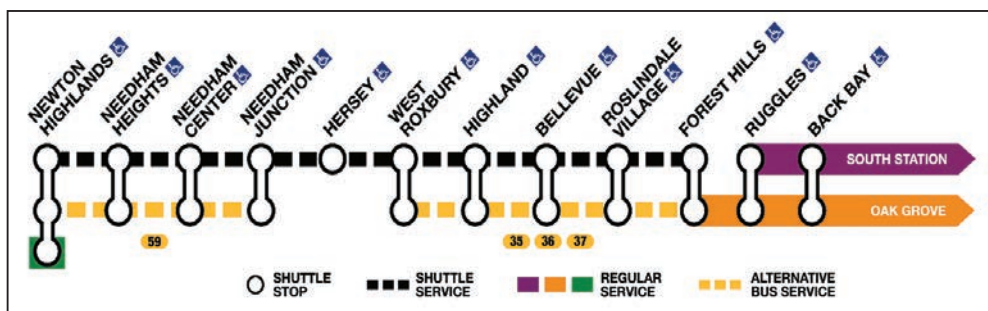 NEWTON
HIGHLANDS
NEEDHAM
HEIGHTS
NEEDHAM
CENTER
NEEDHAM
JUNCTION
HERSEY
WEST
ROXBURY
HIGHLAND
BELLEVUE
ROSLINDALE
VILLAGE
FOREST HILLS
RUGGLES
BACK BAY
SOUTH STATION
OAK GROVE
59
35
36
37
SHUTTLE
STOP
SHUTTLE
SERVICE
REGULAR
SERVICE
ALTERNATIVE
BUS SERVICE